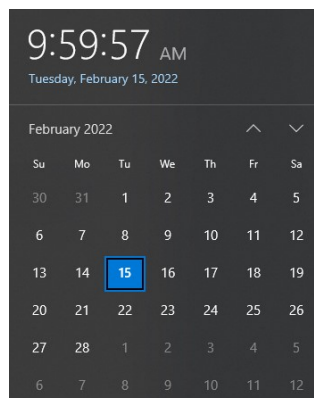 9:59:57 AM
Tuesday, February 15, 2022
February 2022
Su Mo Tu We Th Fr Sa
30 31 1 2 3 4 5
6 7 8 9 10 11 12
13 14 15 16 17 18 19
20 21 22 23 24 25 26
27 28 1 2 3 4 5
6 7 8 9 10 11 12